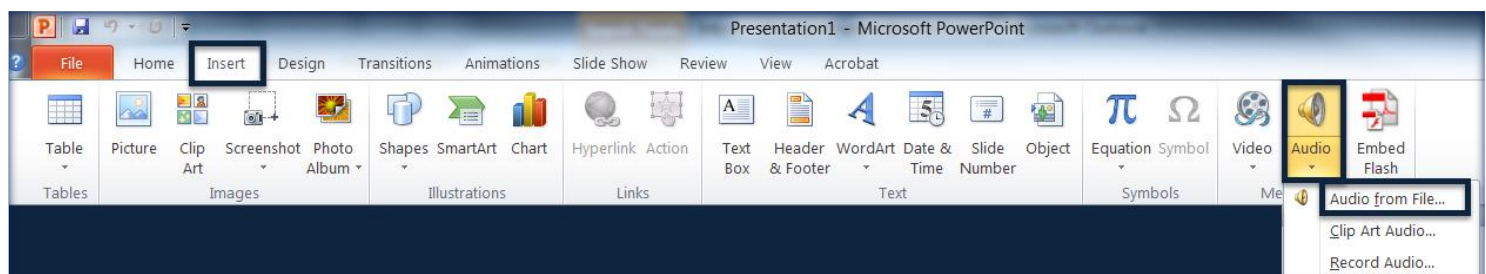 Presentation1 - Microsoft PowerPoint
File Home Insert Design Transitions Animations Slide Show Review View Acrobat
Table Picture Clip Art Screenshot Photo Album Shapes SmartArt Chart Hyperlink Action Text Box Header & Footer WordArt Date & Time Slide Number Object Equation Symbol Video Audio Embed Flash
Tables Images Illustrations Links Text Symbols Me
Audio from File...
Clip Art Audio...
Record Audio...